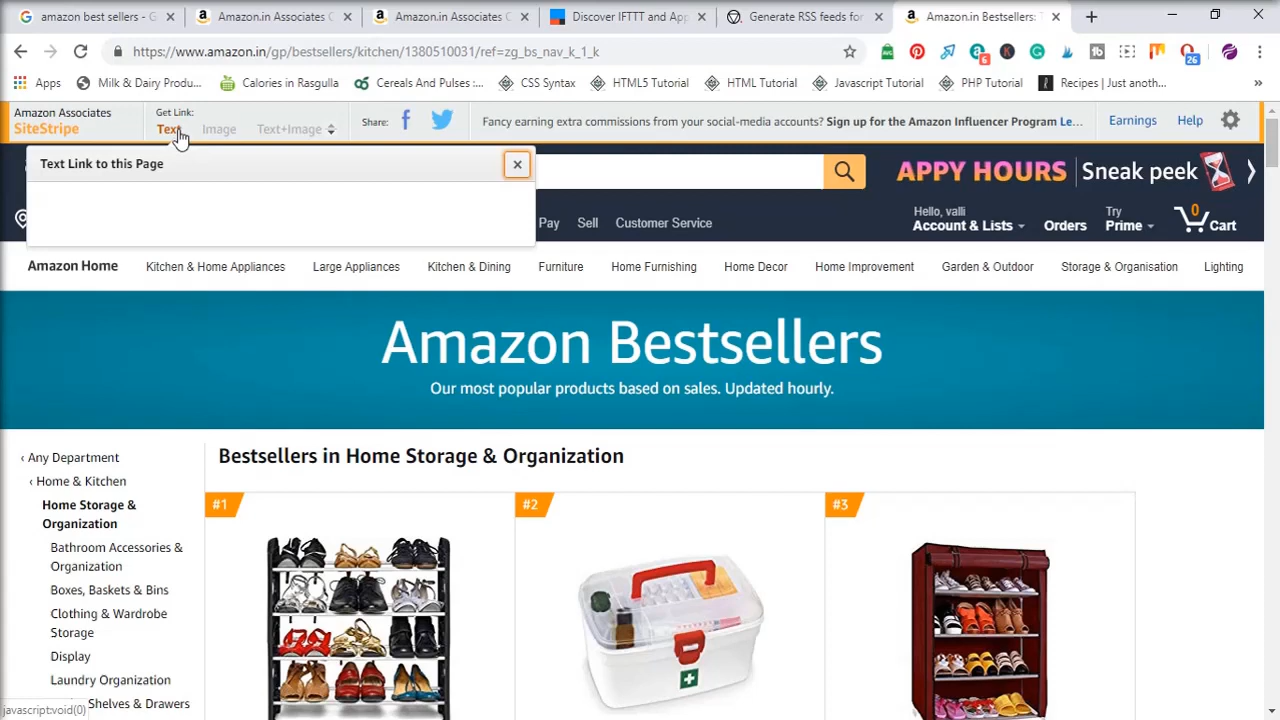 amazon best sellers - G
Amazon.in Associates C
Amazon.in Associates C
Discover IFTTT and App
Generate RSS feeds for
Amazon.in Bestsellers: T
https://www.amazon.in/gp/bestsellers/kitchen/1380510031/ref=zg_bs_nav_k_1_k
6
26
Apps
Milk & Dairy Produ...
Calories in Rasgulla
Cereals And Pulses :...
CSS Syntax
HTML5 Tutorial
HTML Tutorial
Javascript Tutorial
PHP Tutorial
Recipes | Just anoth...
»
Amazon Associates
SiteStripe
Get Link:
Text
Image
Text+Image
Share:
Fancy earning extra commissions from your social-media accounts? Sign up for the Amazon Influencer Program Le...
Earnings
Help
Text Link to this Page
APPY HOURS
Sneak peek
Pay
Sell
Customer Service
Hello, valli
Account & Lists
Orders
Try
Prime
0
Cart
Amazon Home
Kitchen & Home Appliances
Large Appliances
Kitchen & Dining
Furniture
Home Furnishing
Home Decor
Home Improvement
Garden & Outdoor
Storage & Organisation
Lighting
Amazon Bestsellers
Our most popular products based on sales. Updated hourly.
‹ Any Department
‹ Home & Kitchen
Home Storage &
Organization
Bathroom Accessories &
Organization
Boxes, Baskets & Bins
Clothing & Wardrobe
Storage
Display
Laundry Organization
Shelves & Drawers
Bestsellers in Home Storage & Organization
#1
#2
#3
javascript:void(0)